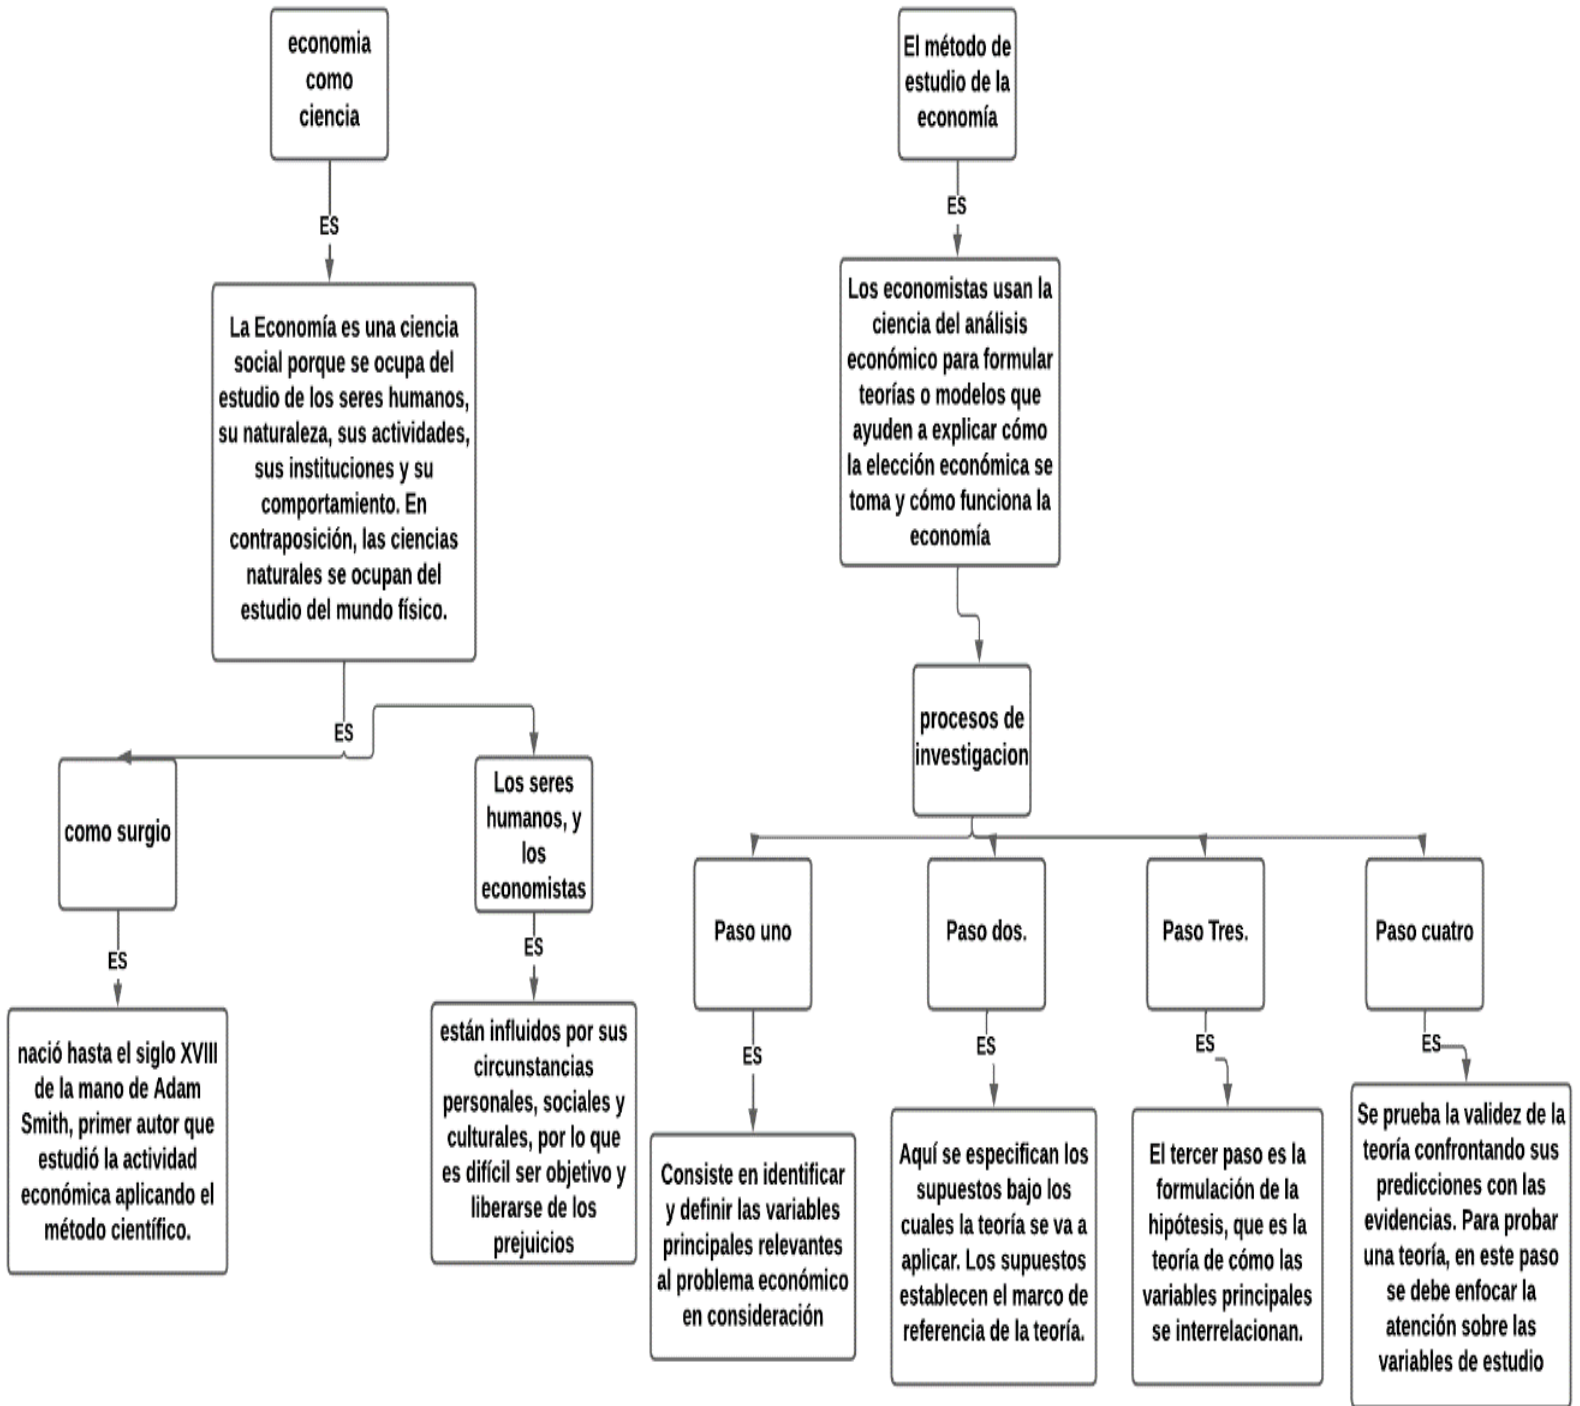 economia
como
ciencia
ES
La Economía es una ciencia
social porque se ocupa del
estudio de los seres humanos,
su naturaleza, sus actividades,
sus instituciones y su
comportamiento. En
contraposición, las ciencias
naturales se ocupan del
estudio del mundo físico.
ES
como surgio
ES
nació hasta el siglo XVIII
de la mano de Adam
Smith, primer autor que
estudió la actividad
económica aplicando el
método científico.
Los seres
humanos, y
los
economistas
ES
están influidos por sus
circunstancias
personales, sociales y
culturales, por lo que
es difícil ser objetivo y
liberarse de los
prejuicios
El método de
estudio de la
economía
ES
Los economistas usan la
ciencia del análisis
económico para formular
teorías o modelos que
ayuden a explicar cómo
la elección económica se
toma y cómo funciona la
economía
procesos de
investigacion
Paso uno
ES
Consiste en identificar
y definir las variables
principales relevantes
al problema económico
en consideración
Paso dos.
ES
Aquí se especifican los
supuestos bajo los
cuales la teoría se va a
aplicar. Los supuestos
establecen el marco de
referencia de la teoría.
Paso Tres.
ES
El tercer paso es la
formulación de la
hipótesis, que es la
teoría de cómo las
variables principales
se interrelacionan.
Paso cuatro
ES
Se prueba la validez de la
teoría confrontando sus
predicciones con las
evidencias. Para probar
una teoría, en este paso
se debe enfocar la
atención sobre las
variables de estudio